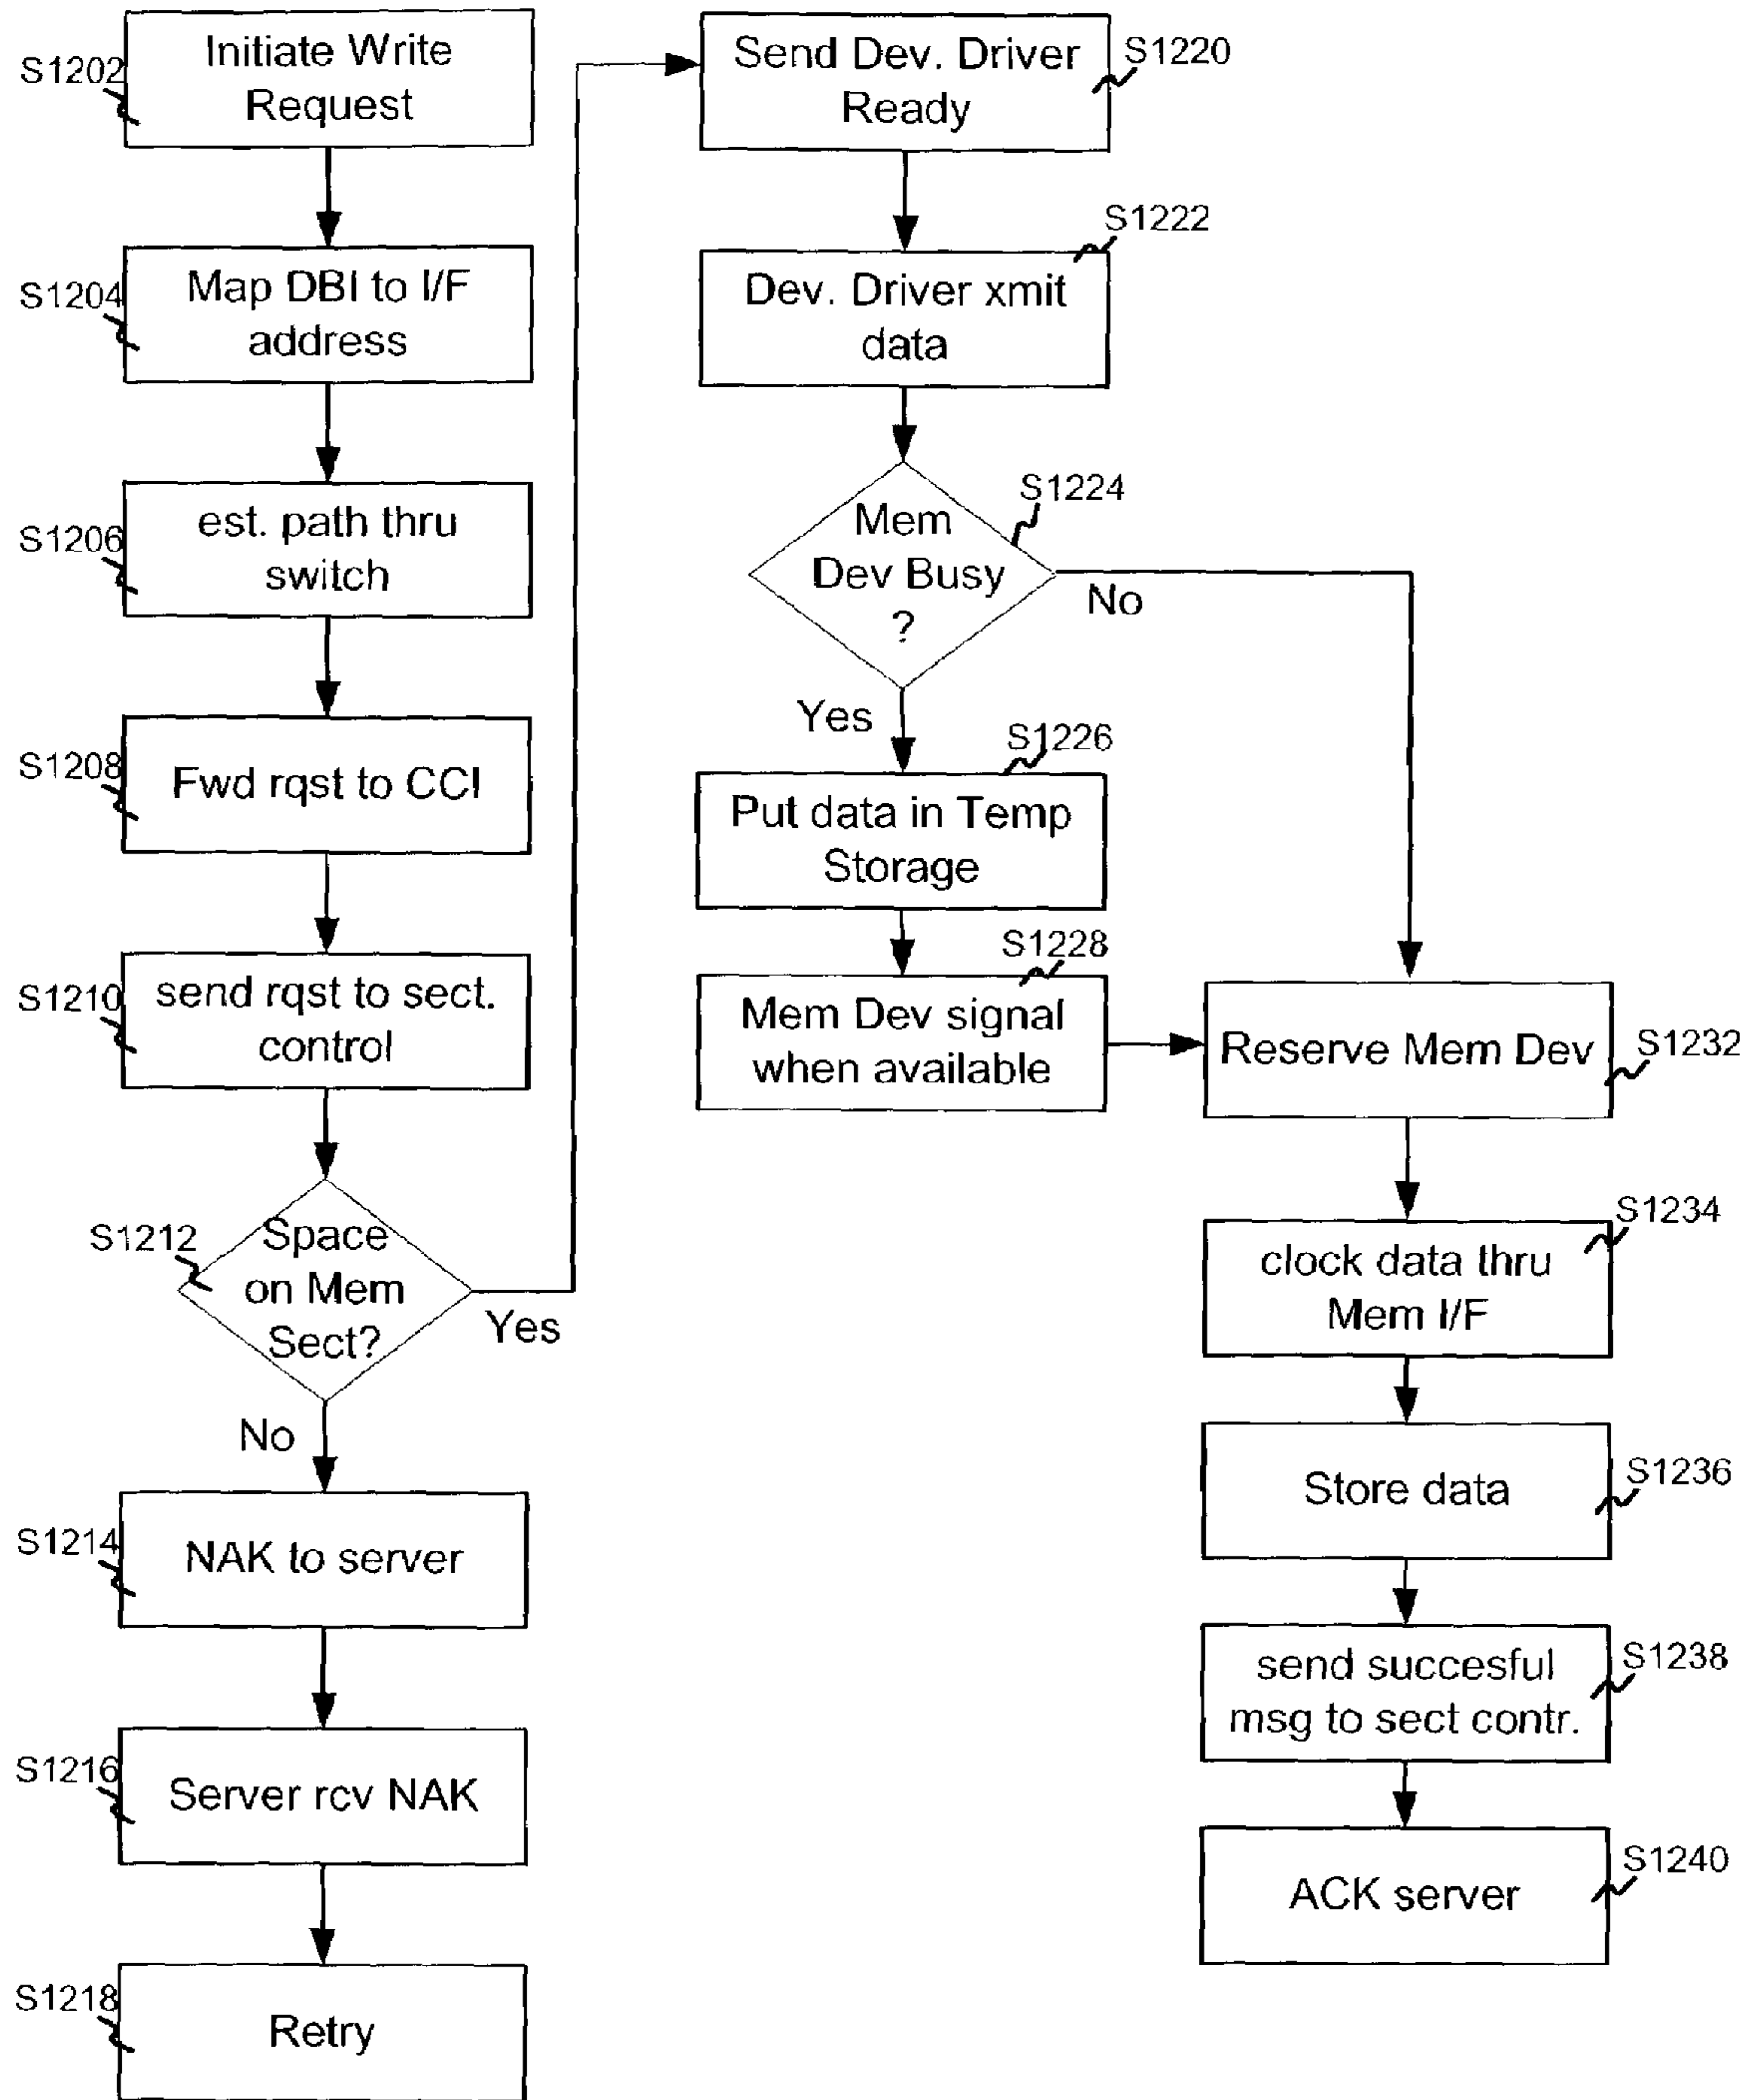 S1202
Initiate Write
Request
S1204
Map DBI to I/F
address
S1206
est. path thru
switch
S1208
Fwd rqst to CCI
S1210
send rqst to sect.
control
S1212
Space
on Mem
Sect?
Yes
No
S1214
NAK to server
S1216
Server rcv NAK
S1218
Retry
Send Dev. Driver
Ready
S1220
S1222
Dev. Driver xmit
data
S1224
Mem
Dev Busy
?
No
Yes
S1226
Put data in Temp
Storage
S1228
Mem Dev signal
when available
Reserve Mem Dev
S1232
S1234
clock data thru
Mem I/F
Store data
S1236
send succesful
msg to sect contr.
S1238
ACK server
S1240